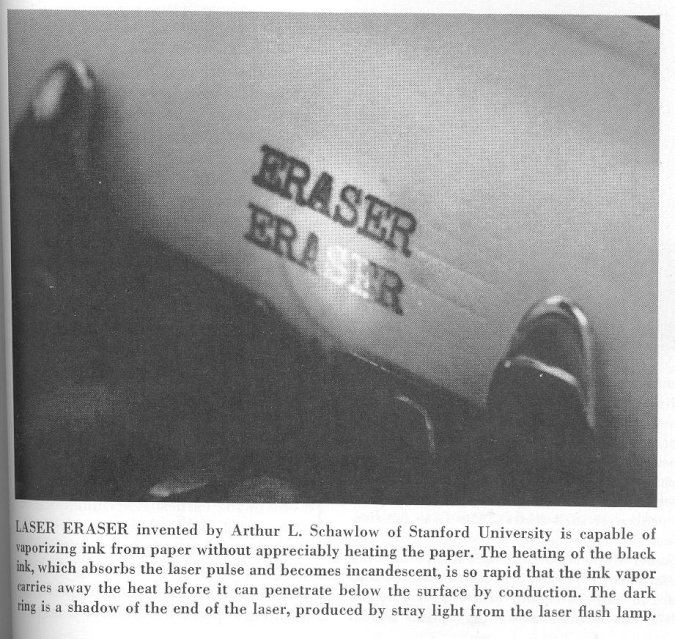 ERASER
ERASER
LASER ERASER invented by Arthur L. Schawlow of Stanford University is capable of
vaporizing ink from paper without appreciably heating the paper. The heating of the black
ink, which absorbs the laser pulse and becomes incandescent, is so rapid that the ink vapor
carries away the heat before it can penetrate below the surface by conduction. The dark
ring is a shadow of the end of the laser, produced by stray light from the laser flash lamp.